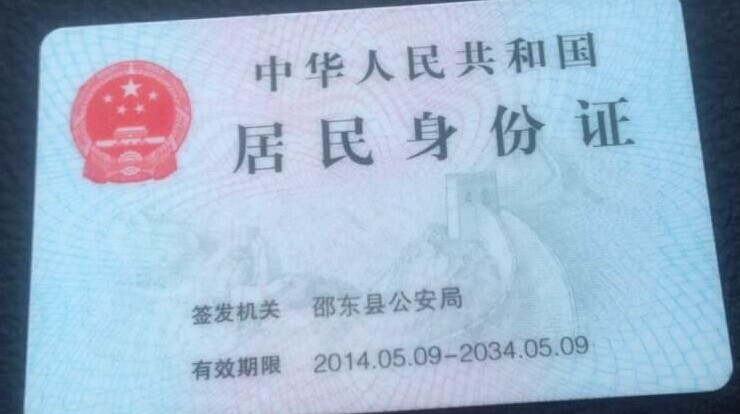 中华人民共和国
居民身份证
签发机关 邵东县公安局
有效期限 2014.05.09-2034.05.09